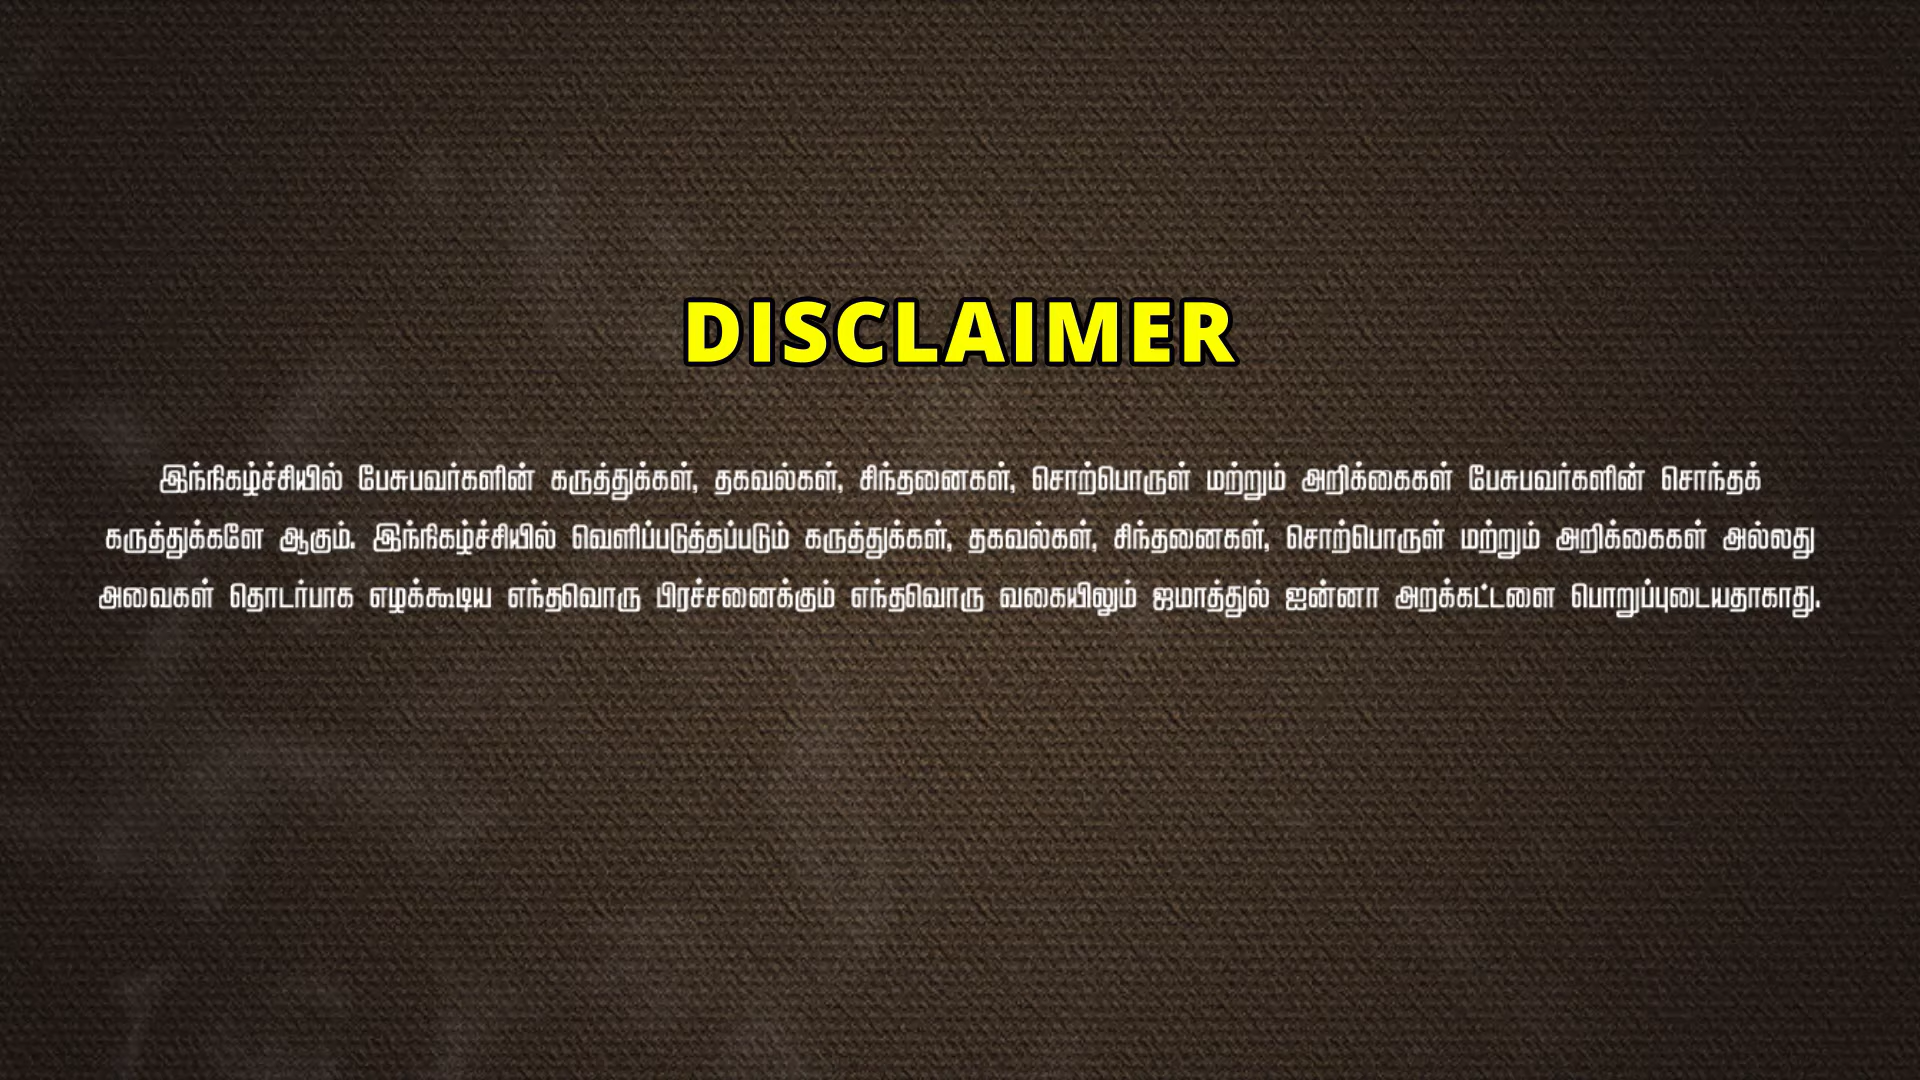 DISCLAIMER
இந்நிகழ்ச்சியில் பேசுபவர்களின் கருத்துக்கள், தகவல்கள், சிந்தனைகள், சொற்பொருள் மற்றும் அறிக்கைகள் பேசுபவர்களின் சொந்தக்
கருத்துக்களே ஆகும். இந்நிகழ்ச்சியில் வெளிப்படுத்தப்படும் கருத்துக்கள், தகவல்கள், சிந்தனைகள், சொற்பொருள் மற்றும் அறிக்கைகள் அல்லது
அவைகள் தொடர்பாக எழக்கூடிய எந்தவொரு பிரச்சனைக்கும் எந்தவொரு வகையிலும் ஜமாத்துல் ஐன்னா அறக்கட்டளை பொறுப்புடையதாகாது.